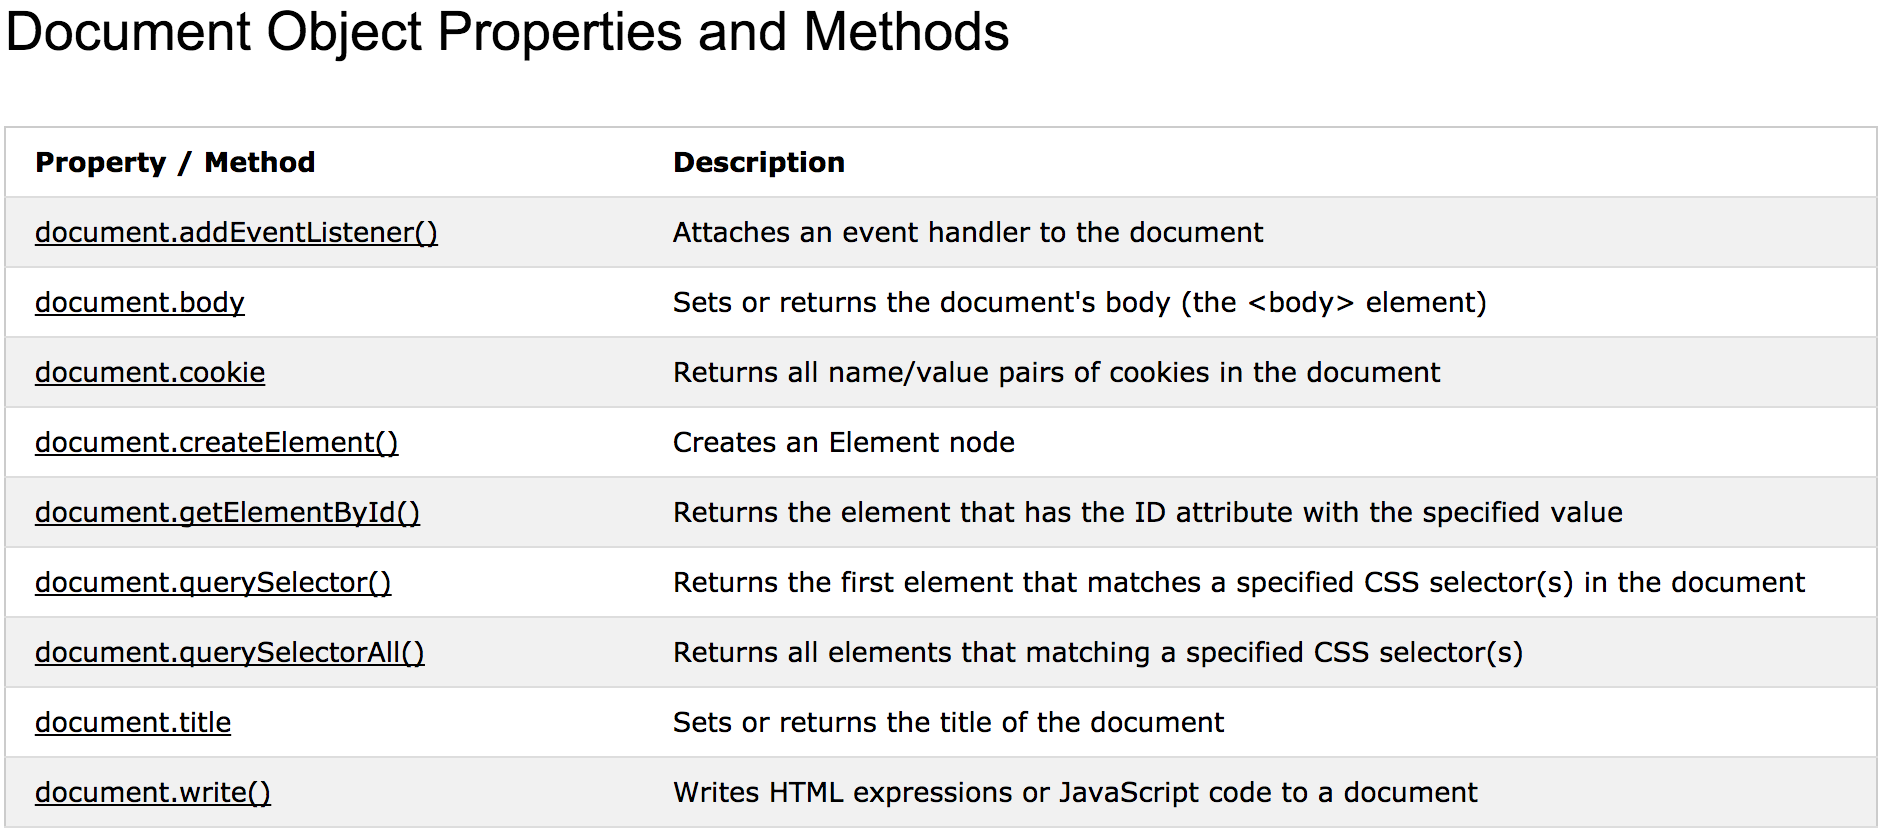 Document Object Properties and Methods
Property / Method Description
document.addEventListener() Attaches an event handler to the document
document.body Sets or returns the document's body (the <body> element)
document.cookie Returns all name/value pairs of cookies in the document
document.createElement() Creates an Element node
document.getElementById() Returns the element that has the ID attribute with the specified value
document.querySelector() Returns the first element that matches a specified CSS selector(s) in the document
document.querySelectorAll() Returns all elements that matching a specified CSS selector(s)
document.title Sets or returns the title of the document
document.write() Writes HTML expressions or JavaScript code to a document